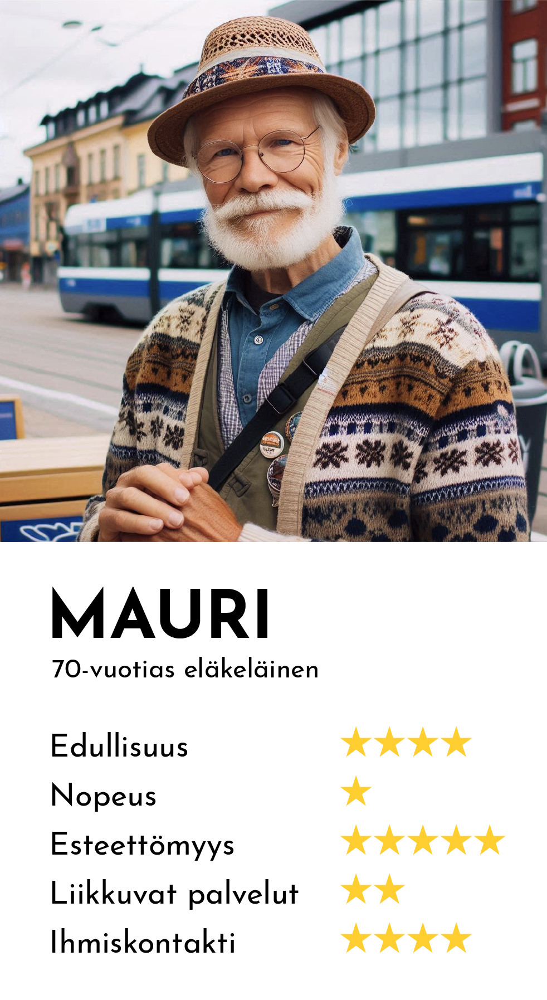 MAURI
70-vuotias eläkeläinen
Edullisuus ★★★★
Nopeus ★
Esteettömyys ★★★★★
Liikkuvat palvelut ★★
Ihmiskontakti ★★★★